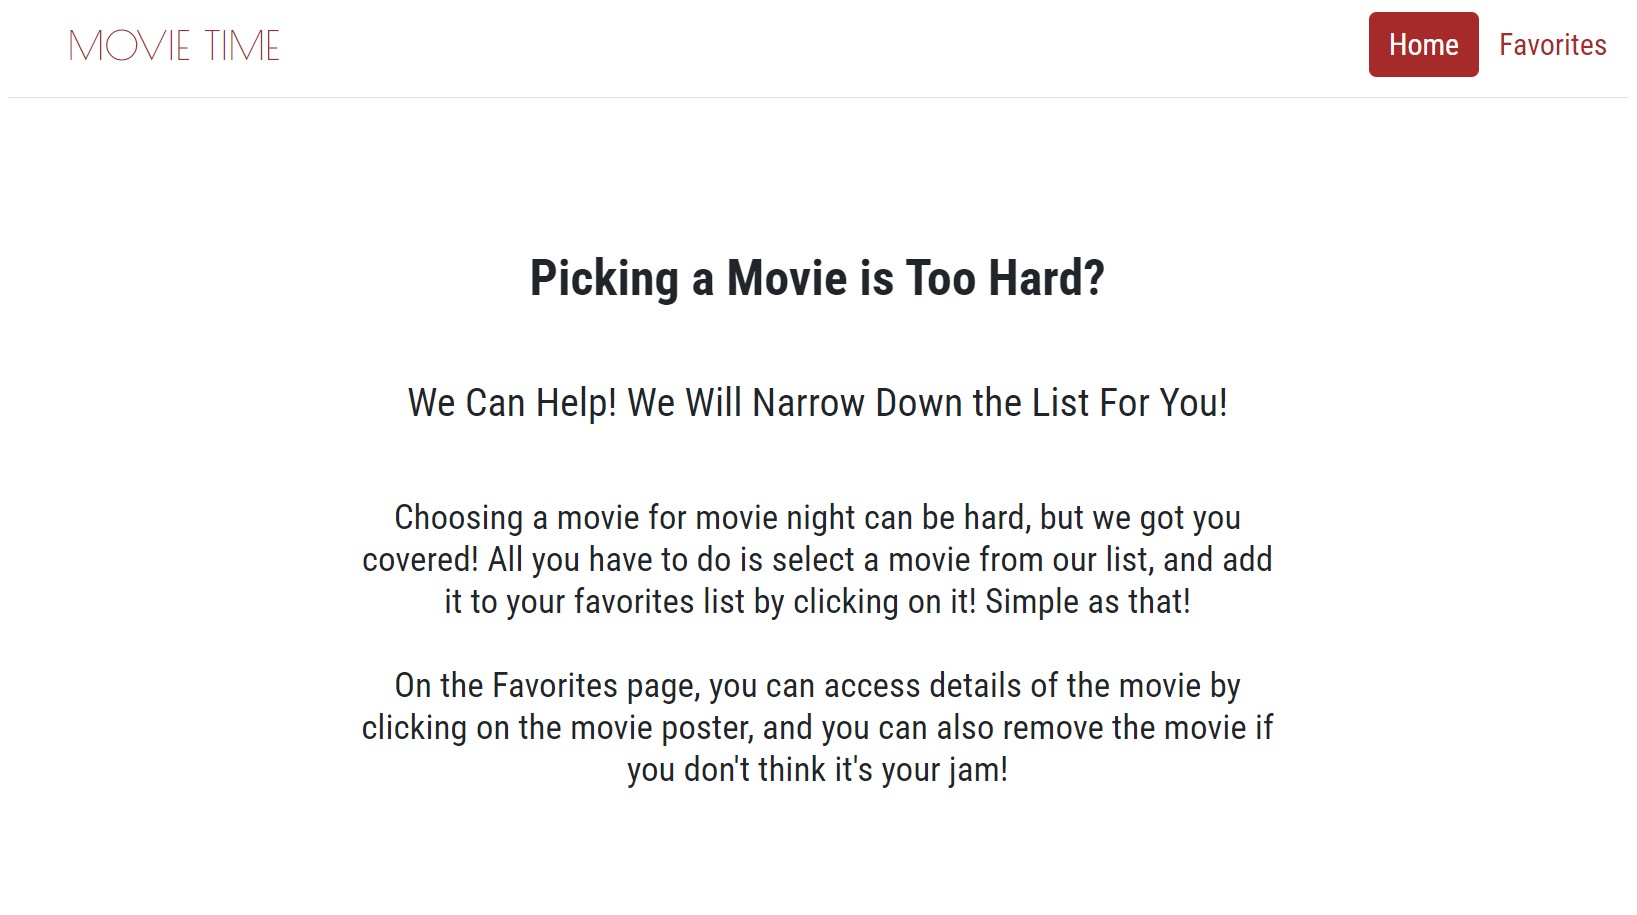 MOVIE TIME
Home
Favorites
Picking a Movie is Too Hard?
We Can Help! We Will Narrow Down the List For You!
Choosing a movie for movie night can be hard, but we got you
covered! All you have to do is select a movie from our list, and add
it to your favorites list by clicking on it! Simple as that!
On the Favorites page, you can access details of the movie by
clicking on the movie poster, and you can also remove the movie if
you don't think it's your jam!